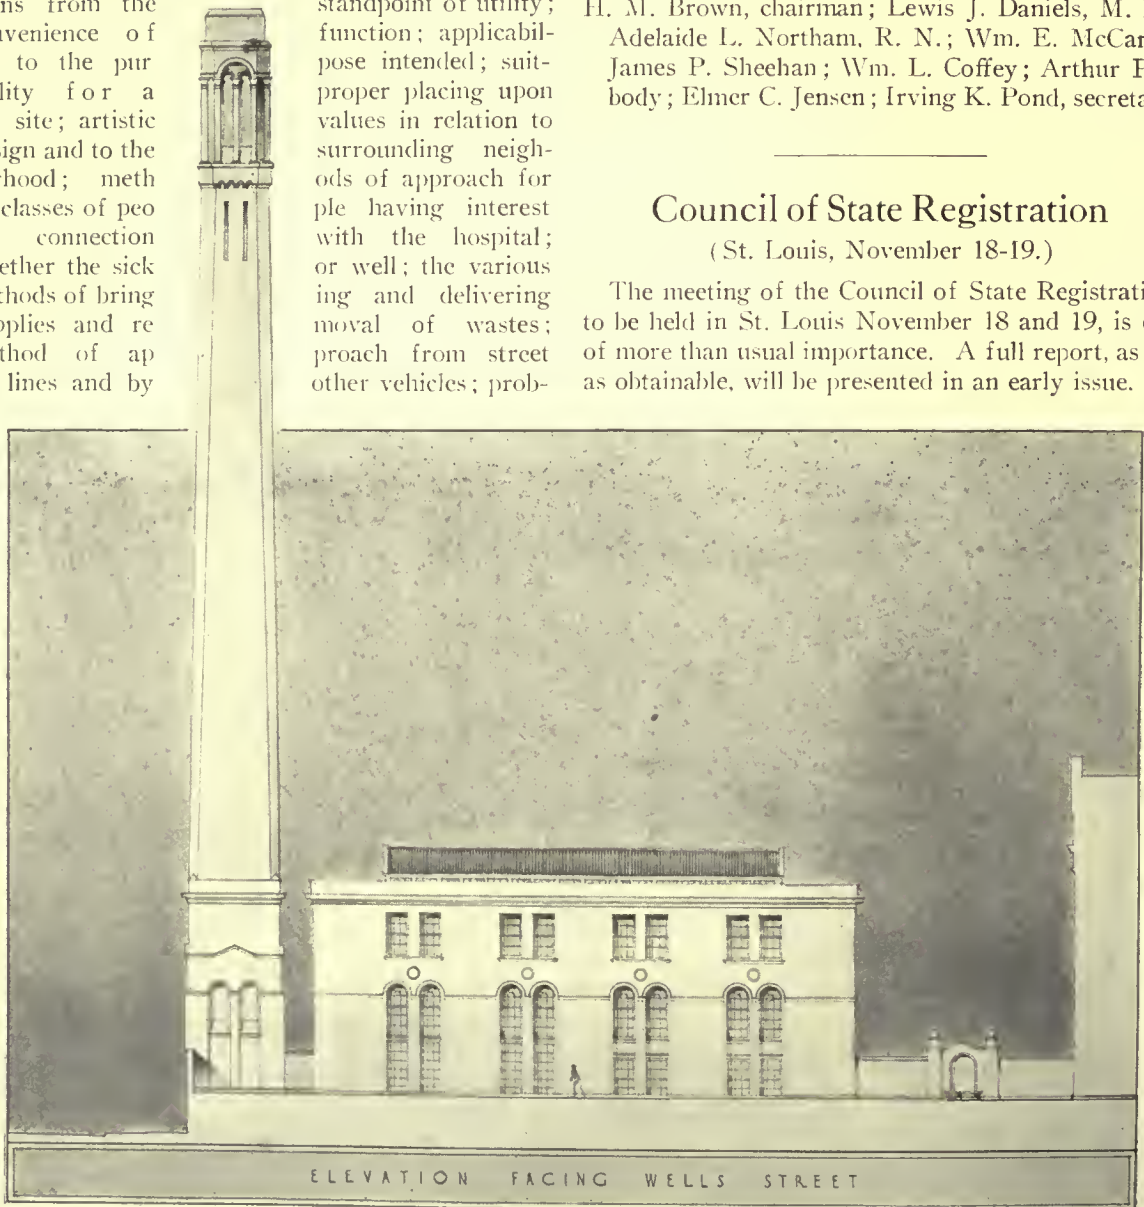 ns from the standpoint of utility;
nvenience of function; applicabil-
to the pur pose intended; suit-
lity for a proper placing upon
site; artistic values in relation to
sign and to the surrounding neigh-
rhood; meth ods of approach for
classes of peo ple having interest
connection with the hospital;
ether the sick or well; the various
thods of bring ing and delivering
pplies and re moval of wastes;
thod of ap proach from street
lines and by other vehicles; prob-
H. M. Brown, chairman; Lewis J. Daniels, M.
Adelaide L. Northam, R. N.; Wm. E. McCar
James P. Sheehan; Wm. L. Coffey; Arthur
body; Elmer C. Jensen; Irving K. Pond, secreta
Council of State Registration
(St. Louis, November 18-19.)
The meeting of the Council of State Registrati
to be held in St. Louis November 18 and 19, is
of more than usual importance. A full report, as
as obtainable, will be presented in an early issue.
ELEVATION FACING WELLS STREET